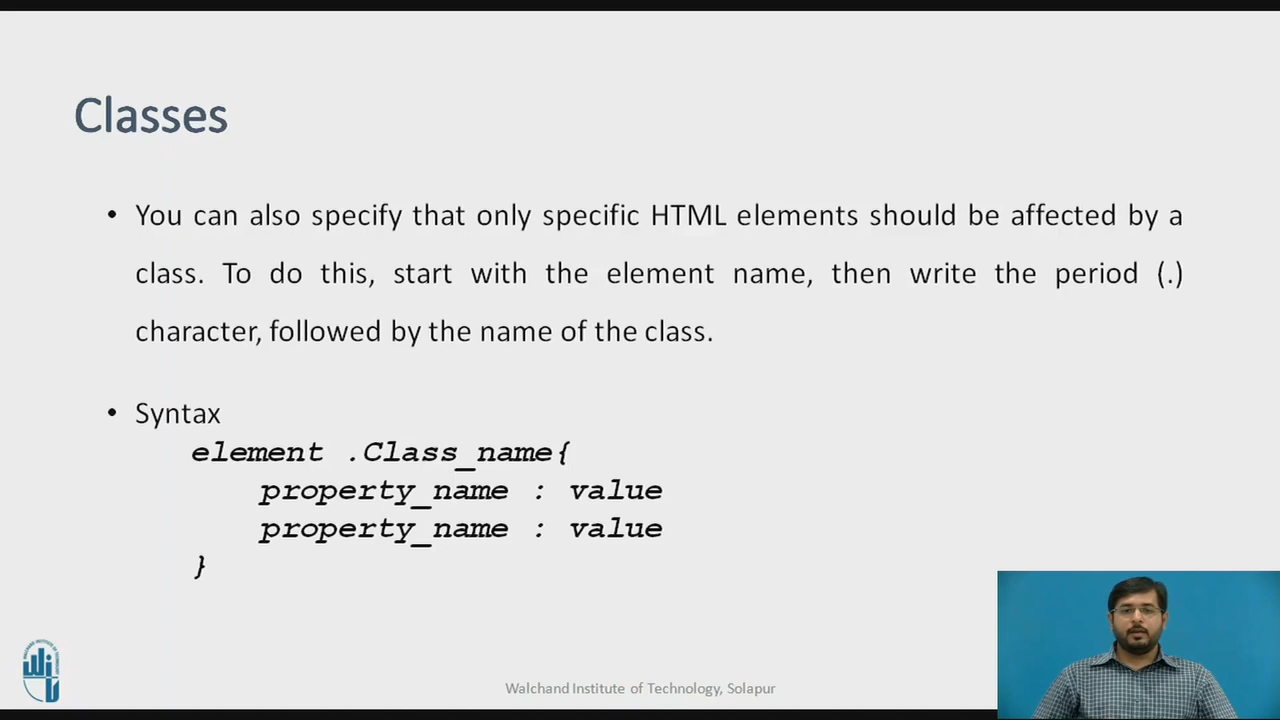 Classes
• You can also specify that only specific HTML elements should be affected by a
class. To do this, start with the element name, then write the period (.)
character, followed by the name of the class.
• Syntax
element .Class_name{
property_name : value
property_name : value
}
Walchand Institute of Technology, Solapur